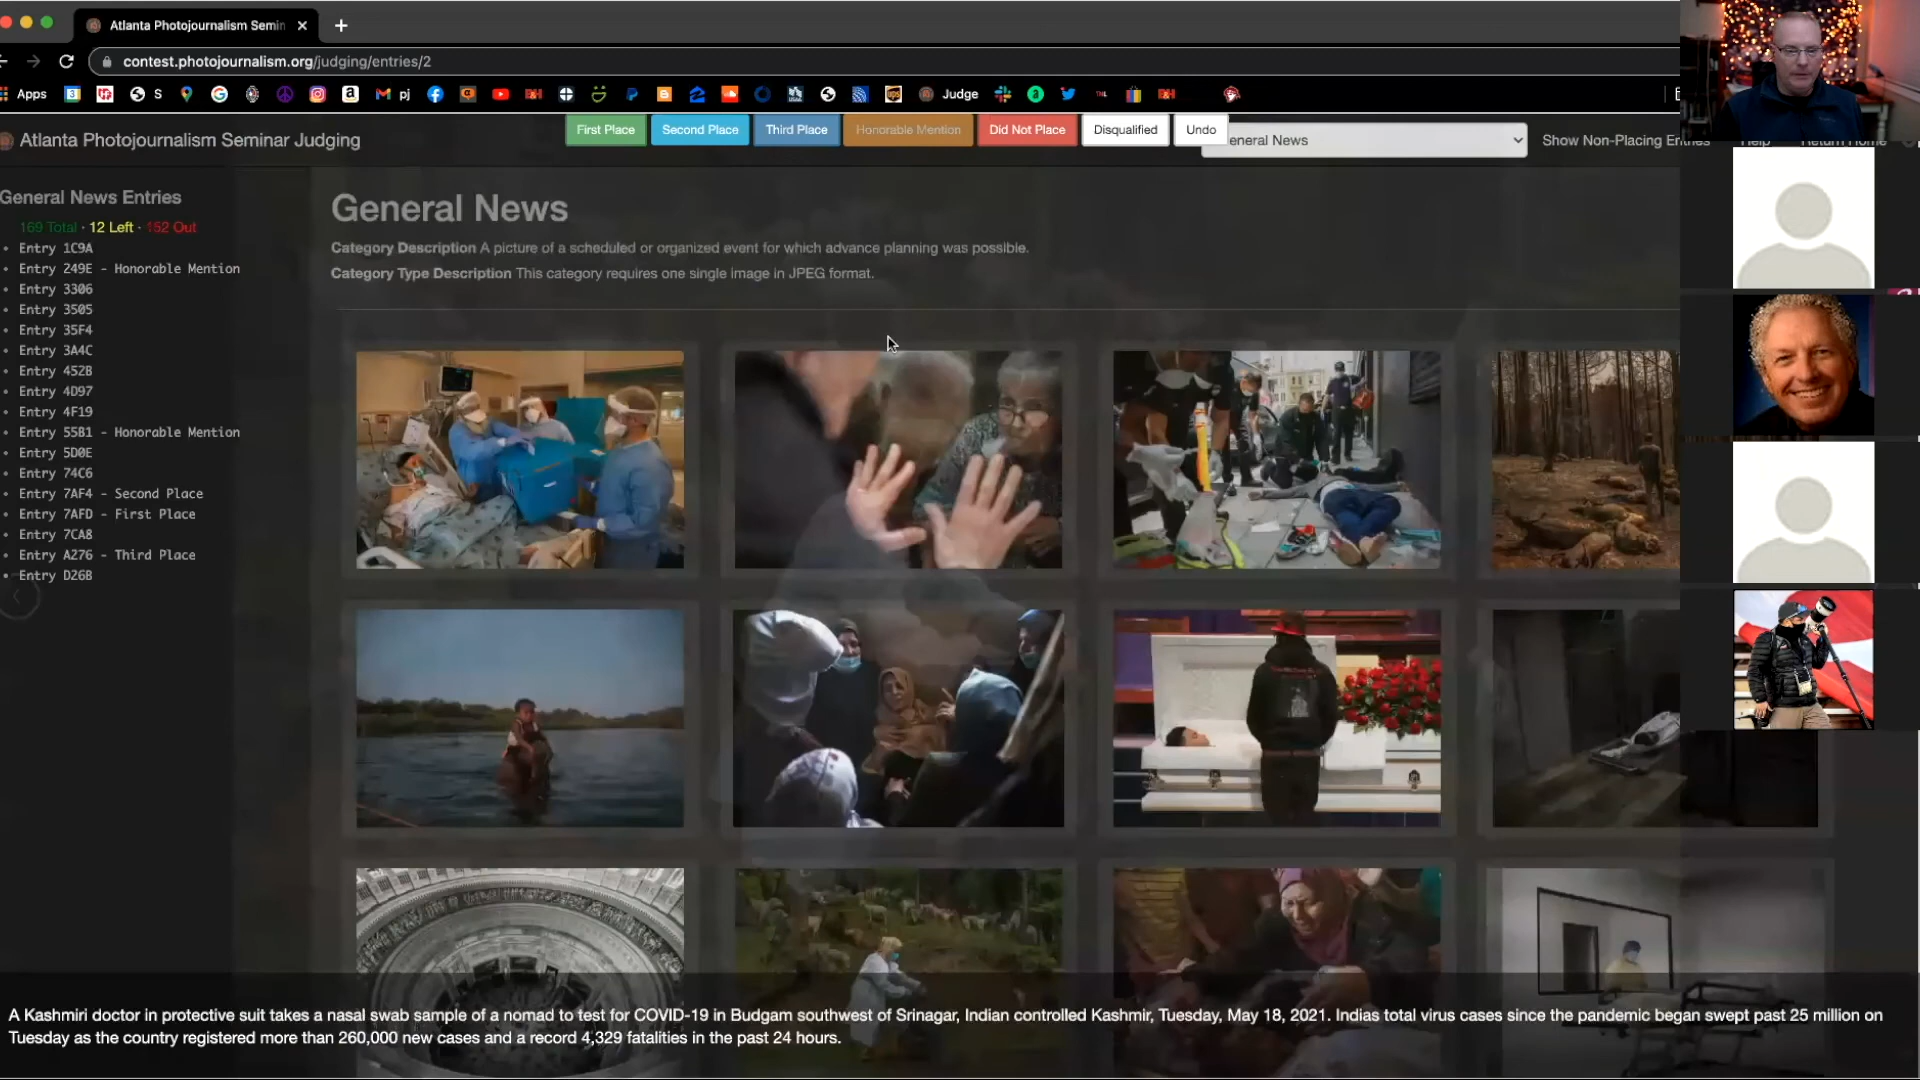 Atlanta Photojournalism Semin
contest.photojournalism.org/judging/entries/2
Apps
S
pj
Judge
Atlanta Photojournalism Seminar Judging
First Place
Second Place
Third Place
Honorable Mention
Did Not Place
Disqualified
Undo
eneral News
Show Non-Placing Entries
Help
Return Home
General News Entries
169 Total · 12 Left · 152 Out
Entry 1C9A
Entry 249E - Honorable Mention
Entry 3306
Entry 3505
Entry 35F4
Entry 3A4C
Entry 452B
Entry 4D97
Entry 4F19
Entry 55B1 - Honorable Mention
Entry 5D0E
Entry 74C6
Entry 7AF4 - Second Place
Entry 7AFD - First Place
Entry 7CA8
Entry A276 - Third Place
Entry D26B
General News
Category Description A picture of a scheduled or organized event for which advance planning was possible.
Category Type Description This category requires one single image in JPEG format.
A Kashmiri doctor in protective suit takes a nasal swab sample of a nomad to test for COVID-19 in Budgam southwest of Srinagar, Indian controlled Kashmir, Tuesday, May 18, 2021. Indias total virus cases since the pandemic began swept past 25 million on
Tuesday as the country registered more than 260,000 new cases and a record 4,329 fatalities in the past 24 hours.